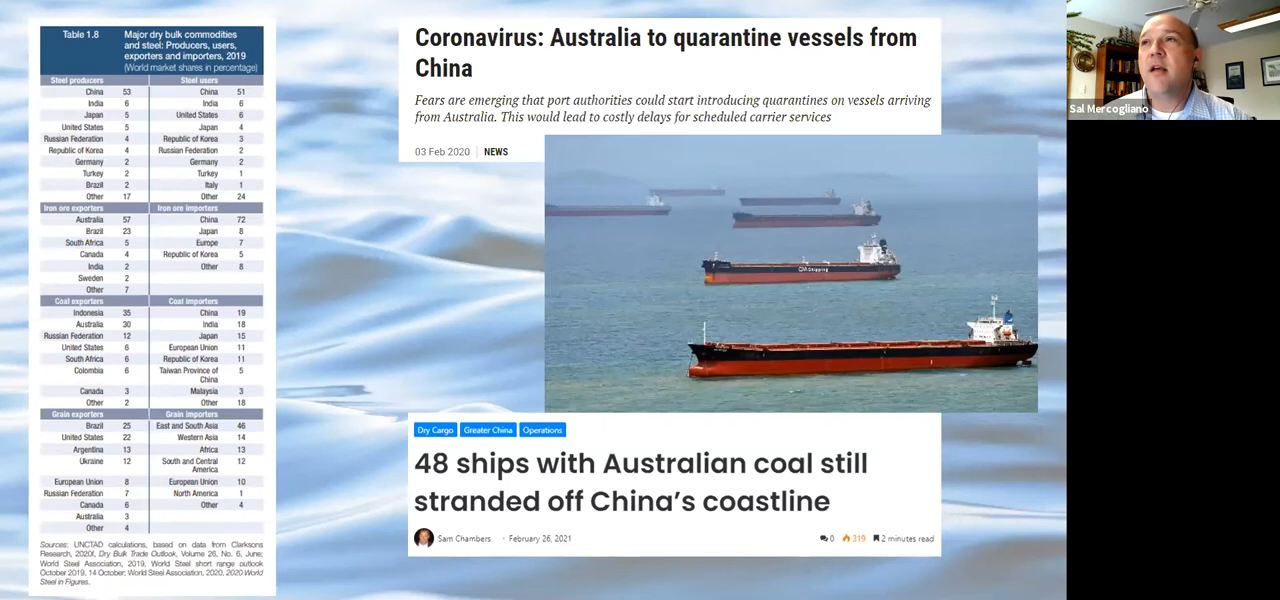 Table 1.8
Major dry bulk commodities
and steel: Producers, users,
exporters and importers, 2019
(World market shares in percentage)
Steel producers Steel users
China 53 China 51
India 6 India 6
Japan 5 United States 6
United States 5 Japan 4
Russian Federation 4 Republic of Korea 3
Republic of Korea 4 Russian Federation 2
Germany 2 Germany 2
Turkey 2 Turkey 1
Brazil 2 Italy 1
Other 17 Other 24
Iron ore exporters Iron ore importers
Australia 57 China 72
Brazil 23 Japan 8
South Africa 5 Europe 7
Canada 4 Republic of Korea 5
India 2 Other 8
Sweden 2
Other 7
Coal exporters Coal importers
Indonesia 35 China 19
Australia 30 India 18
Russian Federation 12 Japan 15
United States 6 European Union 11
South Africa 6 Republic of Korea 11
Colombia 6 Taiwan Province of 5
China
Canada 3 Malaysia 3
Other 2 Other 18
Grain exporters Grain importers
Brazil 25 East and South Asia 46
United States 22 Western Asia 14
Argentina 13 Africa 13
Ukraine 12 South and Central 12
America
European Union 8 European Union 10
Russian Federation 7 North America 1
Canada 6 Other 4
Australia 3
Other 4
Sources: UNCTAD calculations, based on data from Clarksons
Research, 2020f, Dry Bulk Trade Outlook, Volume 26, No. 6, June;
World Steel Association, 2019, World Steel short range outlook
October 2019, 14 October; World Steel Association, 2020, 2020 World
Steel in Figures.
Coronavirus: Australia to quarantine vessels from
China
Fears are emerging that port authorities could start introducing quarantines on vessels arriving
from Australia. This would lead to costly delays for scheduled carrier services
03 Feb 2020 | NEWS
Dry Cargo Greater China Operations
48 ships with Australian coal still
stranded off China's coastline
Sam Chambers · February 26, 2021 0 319 2 minutes read
Sal Mercogliano